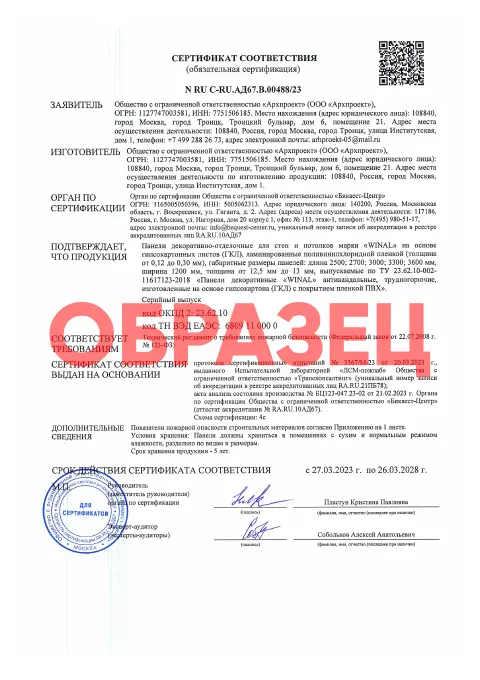 СЕРТИФИКАТ СООТВЕТСТВИЯ
(обязательная сертификация)
N RU C-RU.АД67.В.00488/23
ЗАЯВИТЕЛЬ Общество с ограниченной ответственностью «Архпроект» (ООО «Архпроект»),
ОГРН: 1127747003581, ИНН: 7751506185. Место нахождения (адрес юридического лица): 108840,
город Москва, город Троицк, Троицкий бульвар, дом 6, помещение 21. Адрес места
осуществления деятельности: 108840, Россия, город Москва, город Троицк, улица Институтская,
дом 1, телефон: +7 499 288 26 73, адрес электронной почты: arhproekt-05@mail.ru
ИЗГОТОВИТЕЛЬ Общество с ограниченной ответственностью «Архпроект» (ООО «Архпроект»),
ОГРН: 1127747003581, ИНН: 7751506185. Место нахождения (адрес юридического лица):
108840, город Москва, город Троицк, Троицкий бульвар, дом 6, помещение 21. Адрес места
осуществления деятельности по изготовлению продукции: 108840, Россия, город Москва,
город Троицк, улица Институтская, дом 1.
ОРГАН ПО СЕРТИФИКАЦИИ Орган по сертификации Общества с ограниченной ответственностью «Биквест-Центр»
ОГРН: 1165005050396, ИНН: 5005062313. Адрес юридического лица: 140200, Россия, Московская
область, г. Воскресенск, ул. Гиганта, д. 2. Адрес (адреса) места осуществления деятельности: 117186,
Россия, г. Москва, ул. Нагорная, дом 20 корпус 1, офис № 113, этаж-1, телефон: +7(495) 980-51-17,
адрес электронной почты: info@bequest-center.ru, уникальный номер записи об аккредитации в реестре
аккредитованных лиц RA.RU.10АД67
ПОДТВЕРЖДАЕТ, ЧТО ПРОДУКЦИЯ Панели декоративно-отделочные для стен и потолков марки «WINAL» на основе
гипсокартонных листов (ГКЛ), ламинированные поливинилхлоридной пленкой (толщина
от 0,12 до 0,30 мм), габаритные размеры панелей: длина 2500; 2700; 3000; 3300; 3600 мм,
ширина 1200 мм, толщина от 12,5 мм до 13 мм, выпускаемые по ТУ 23.62.10-002-
11617123-2018 «Панели декоративные «WINAL» антивандальные, трудногорючие,
изготовленные на основе гипсокартона (ГКЛ) с покрытием пленкой ПВХ».
Серийный выпуск
код ОКПД 2: 23.62.10
код ТН ВЭД ЕАЭС: 6809 11 000 0
ОБРАЗЕЦ
СООТВЕТСТВУЕТ ТРЕБОВАНИЯМ Технический регламент о требованиях пожарной безопасности (Федеральный закон от 22.07.2008 г.
№ 123-ФЗ)
СЕРТИФИКАТ СООТВЕТСТВИЯ ВЫДАН НА ОСНОВАНИИ протокола сертификационных испытаний № 3367/М/23 от 20.03.2023 г.,
выданного Испытательной лабораторией «ЛСМ-пожлаб» Общества с
ограниченной ответственностью «Трансконсалтинг» (уникальный номер записи
об аккредитации в реестре аккредитованных лиц
акта анализа состояния производства от 21.02.2023 г. Органа
по сертификации Общества с ограниченной ответственностью «Биквест-Центр»
(аттестат аккредитации № RA.RU.10АД67).
Схема сертификации: 4с
ДОПОЛНИТЕЛЬНЫЕ СВЕДЕНИЯ Показатели пожарной опасности строительных материалов согласно Приложению на 1 листе.
Условия хранения: Панели должны храниться в помещениях с сухим и нормальным режимом
влажности, раздельно по видам и размерам.
Срок хранения продукции - 5 лет.
СРОК ДЕЙСТВИЯ СЕРТИФИКАТА СООТВЕТСТВИЯ с 27.03.2023 г. по 26.03.2028 г.
М.П. Руководитель
(заместитель руководителя)
органа по сертификации Пластун Кристина Павловна
(подпись) (фамилия, имя, отчество (последнее при наличии))
Эксперт-аудитор
(эксперты-аудиторы) Собольков Алексей Анатольевич
(подпись) (фамилия, имя, отчество (последнее при наличии))
ДЛЯ
СЕРТИФИКАТОВ
МОСКВА